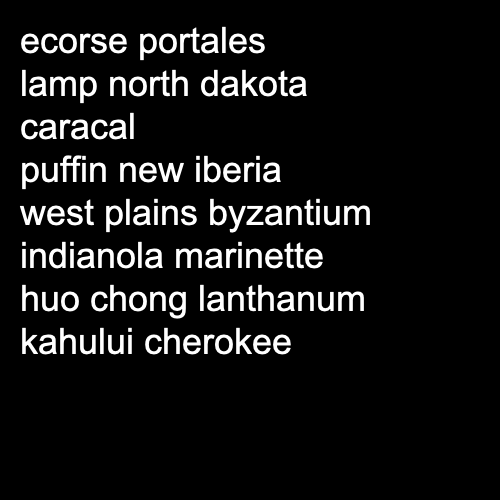 ecorse portales
lamp north dakota
caracal
puffin new iberia
west plains byzantium
indianola marinette
huo chong lanthanum
kahului cherokee